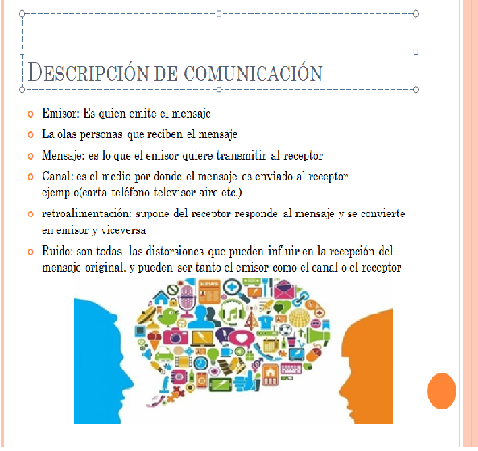 DESCRIPCIÓN DE COMUNICACIÓN
Emisor: Es quien emite el mensaje
La olas personas que reciben el mensaje
Mensaje: es lo que el emisor quiere transmitir al receptor
Canal: es el medio por donde el mensaje es enviado al receptor
ejemplo(carta teléfono televisor aire etc.)
retroalimentación: supone del receptor responde al mensaje y se convierte
en emisor y viceversa
Ruido: son todas las distorsiones que pueden influir en la recepción del
mensaje original, y pueden ser tanto el emisor como el canal o el receptor